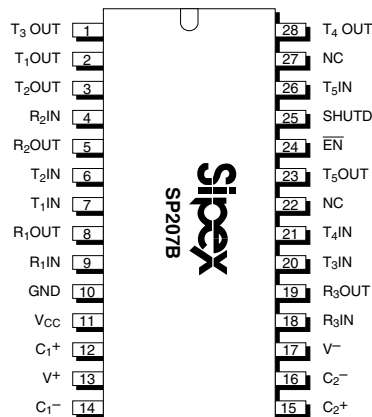 T₃ OUT 1
T₁OUT 2
T₂OUT 3
R₂IN 4
R₂OUT 5
T₂IN 6
T₁IN 7
R₁OUT 8
R₁IN 9
GND 10
VCC 11
C₁+ 12
V+ 13
C₁− 14
Sipex
SP207B
28 T₄ OUT
27 NC
26 T₅IN
25 SHUTD
24 E̅N̅
23 T₅OUT
22 NC
21 T₄IN
20 T₃IN
19 R₃OUT
18 R₃IN
17 V−
16 C₂−
15 C₂+